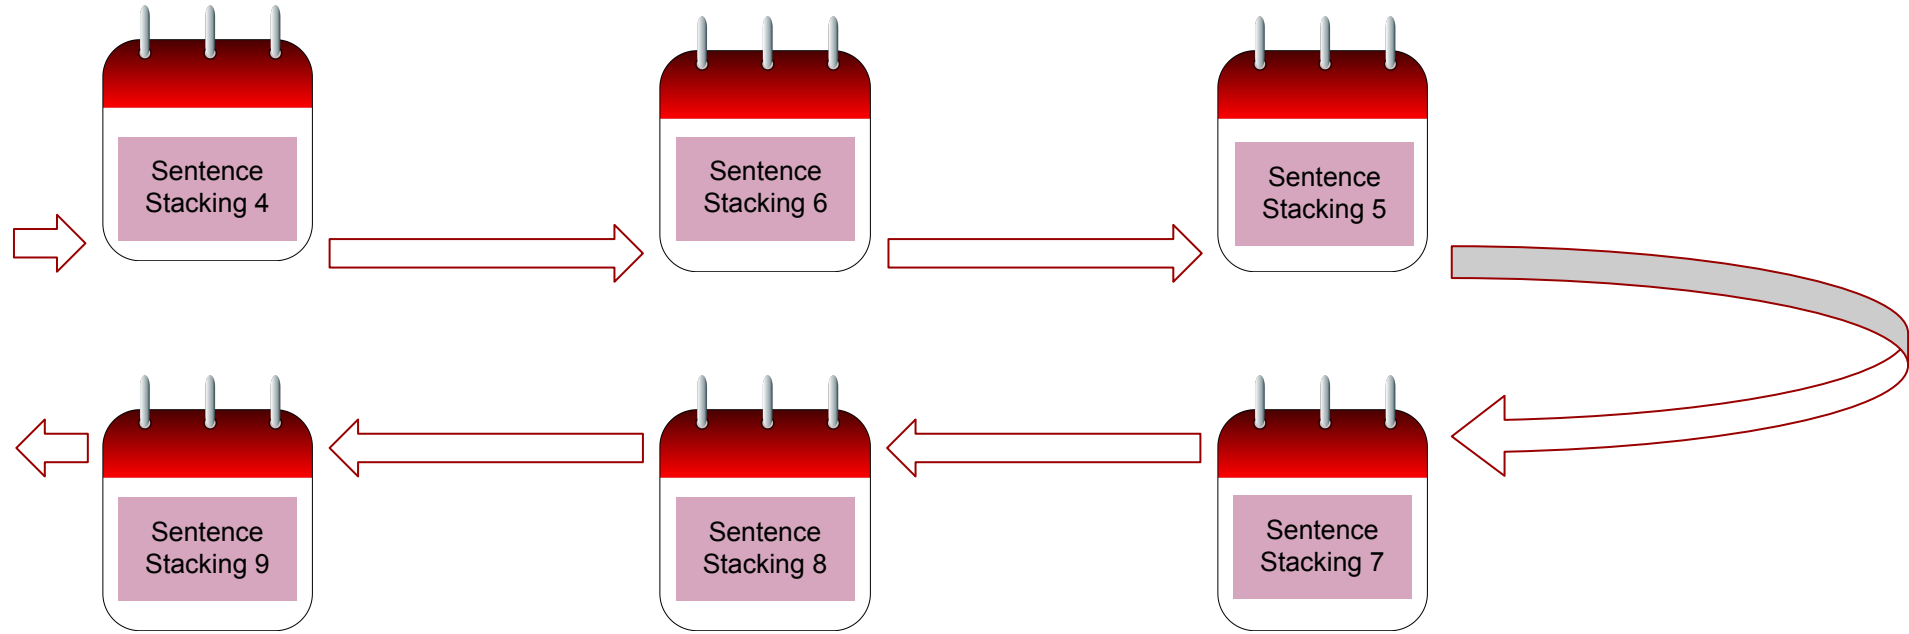 Sentence
Stacking 4
Sentence
Stacking 6
Sentence
Stacking 5
Sentence
Stacking 7
Sentence
Stacking 8
Sentence
Stacking 9